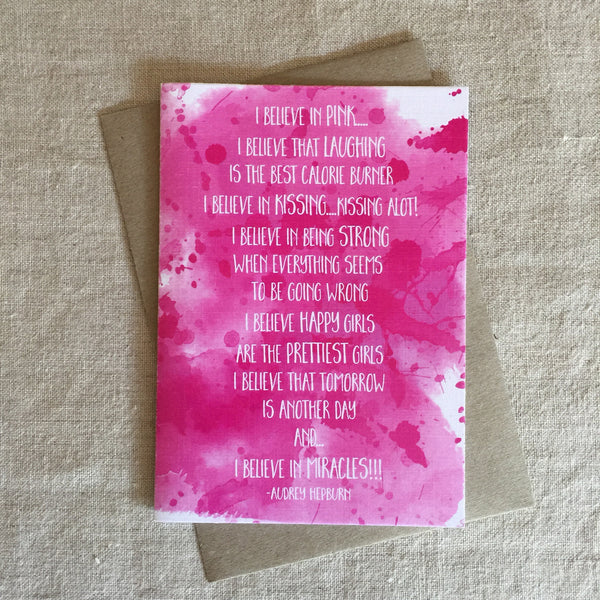 I BELIEVE IN PINK.....
I BELIEVE THAT LAUGHING
IS THE BEST CALORIE BURNER
I BELIEVE IN KISSING....KISSING ALOT!
I BELIEVE IN BEING STRONG
WHEN EVERYTHING SEEMS
TO BE GOING WRONG
I BELIEVE HAPPY GIRLS
ARE THE PRETTIEST GIRLS
I BELIEVE THAT TOMORROW
IS ANOTHER DAY
AND...
I BELIEVE IN MIRACLES!!!
-AUDREY HEPBURN